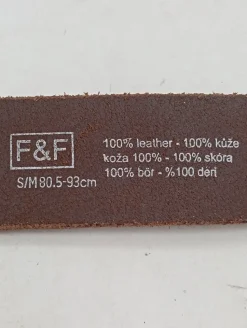 F&F
S/M 80.5-93cm
100% leather - 100% kůže
koža 100% - 100% skóra
100% bőr - %100 deri